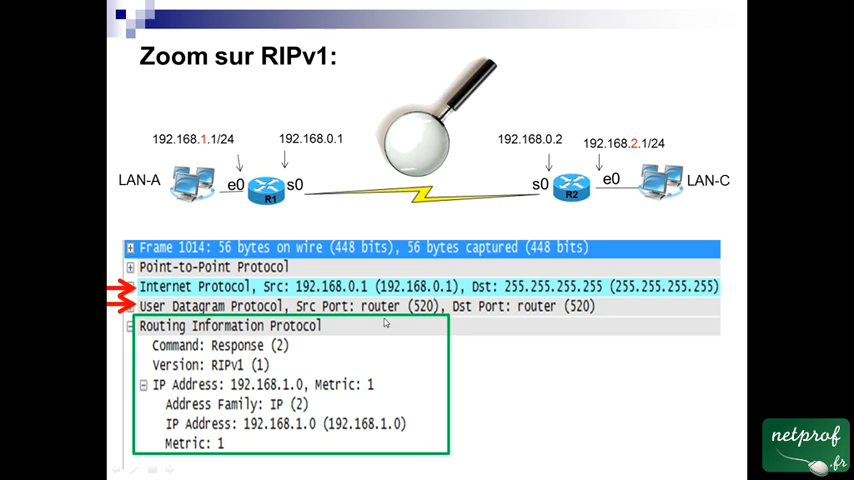 Zoom sur RIPv1:
192.168.1.1/24
192.168.0.1
192.168.0.2
192.168.2.1/24
LAN-A
e0
R1
s0
s0
R2
e0
LAN-C
Frame 1014: 56 bytes on wire (448 bits), 56 bytes captured (448 bits)
Point-to-Point Protocol
Internet Protocol, Src: 192.168.0.1 (192.168.0.1), Dst: 255.255.255.255 (255.255.255.255)
User Datagram Protocol, Src Port: router (520), Dst Port: router (520)
Routing Information Protocol
Command: Response (2)
Version: RIPv1 (1)
IP Address: 192.168.1.0, Metric: 1
Address Family: IP (2)
IP Address: 192.168.1.0 (192.168.1.0)
Metric: 1
netprof
.fr